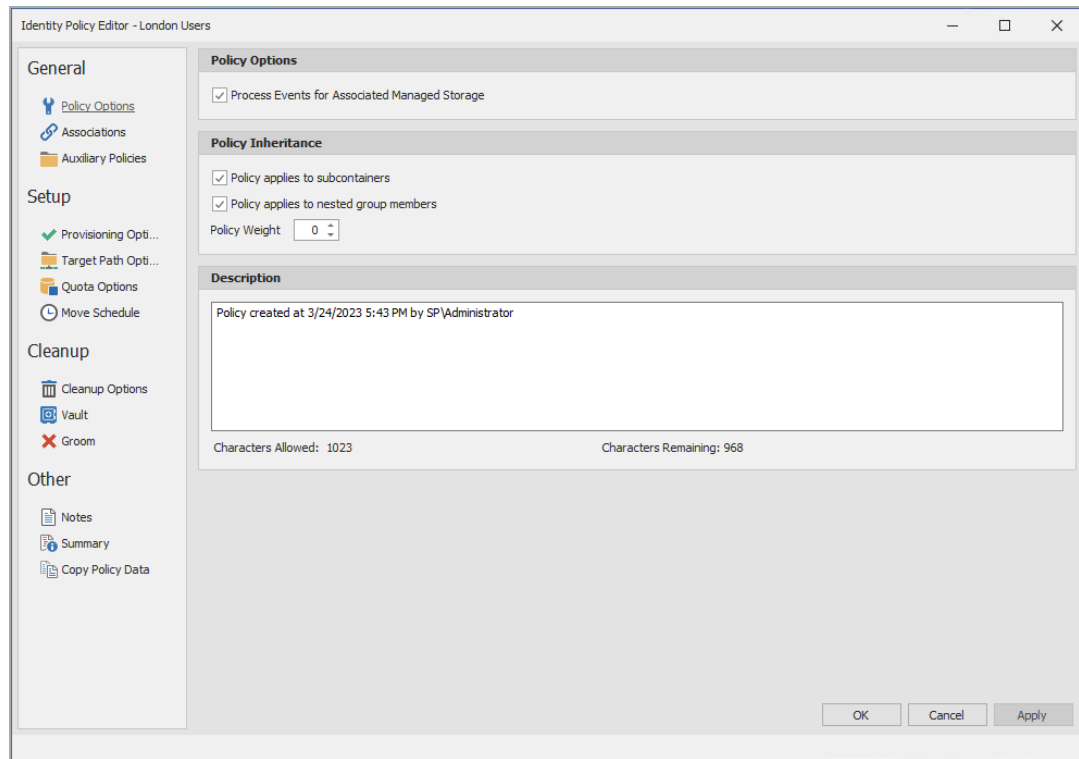 Identity Policy Editor - London Users
General
Policy Options
Associations
Auxiliary Policies
Setup
Provisioning Opti...
Target Path Opti...
Quota Options
Move Schedule
Cleanup
Cleanup Options
Vault
Groom
Other
Notes
Summary
Copy Policy Data
Policy Options
Process Events for Associated Managed Storage
Policy Inheritance
Policy applies to subcontainers
Policy applies to nested group members
Policy Weight 0
Description
Policy created at 3/24/2023 5:43 PM by SP\Administrator
Characters Allowed: 1023 Characters Remaining: 968
OK Cancel Apply